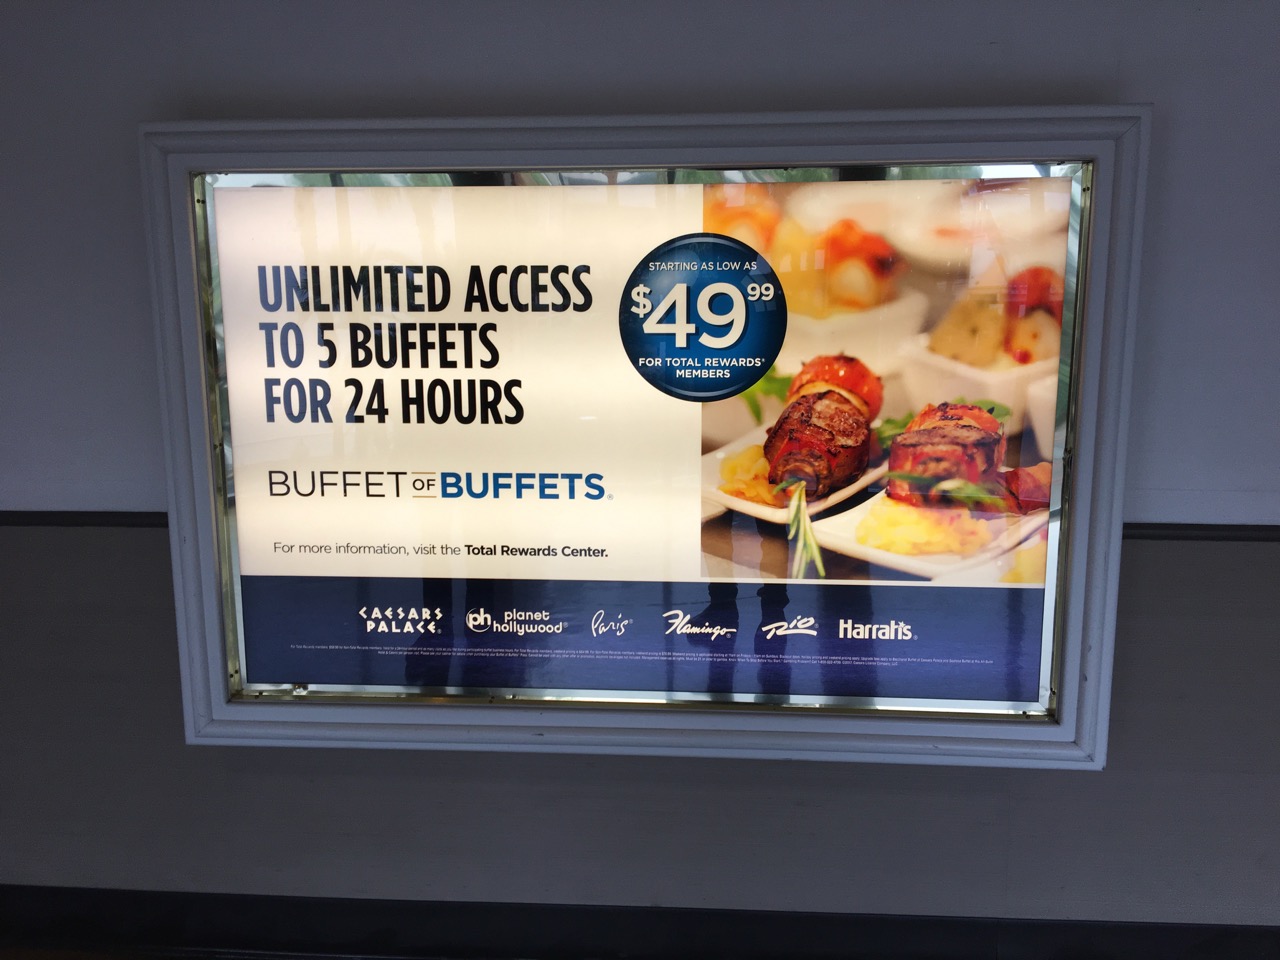 UNLIMITED ACCESS
TO 5 BUFFETS
FOR 24 HOURS
STARTING AS LOW AS
$49.99
FOR TOTAL REWARDS®
MEMBERS
BUFFET OF BUFFETS®
For more information, visit the Total Rewards Center.
CAESARS PALACE® ph planet hollywood® Paris® Flamingo® RIO® Harrah's®